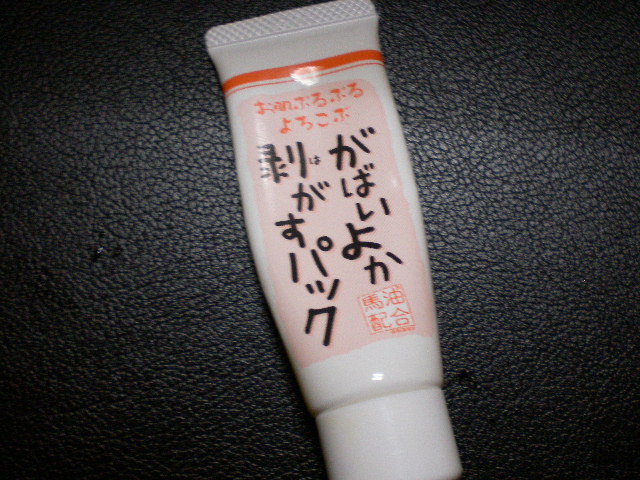 お肌ぷるぷる
よろこぶ
がばいよか
剥がすパック
は
馬油
配合